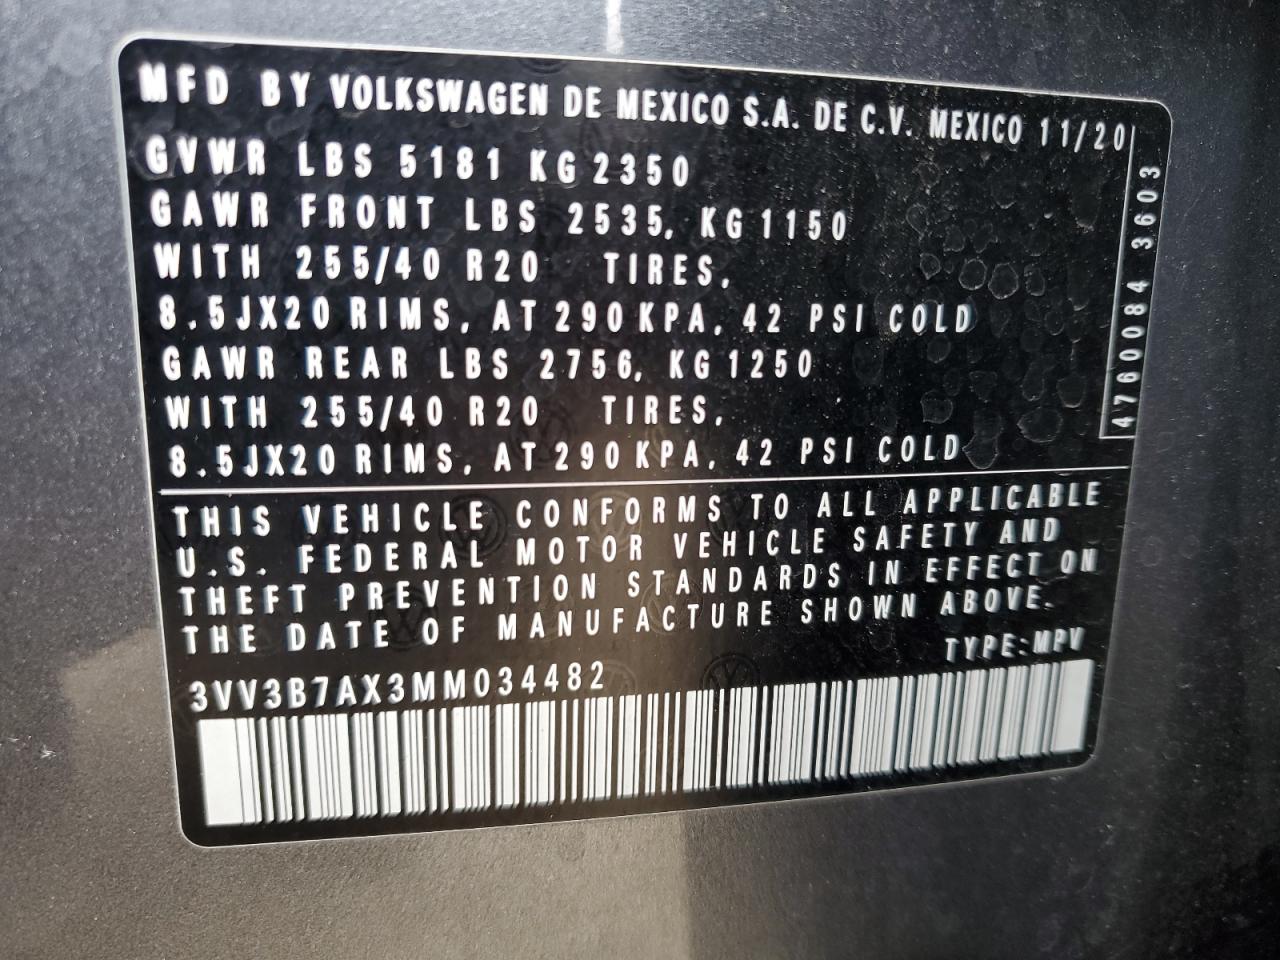 MFD BY VOLKSWAGEN DE MEXICO S.A. DE C.V. MEXICO 11/20
GVWR LBS 5181 KG 2350
GAWR FRONT LBS 2535, KG 1150
WITH 255/40 R20 TIRES,
8.5JX20 RIMS, AT 290 KPA, 42 PSI COLD
GAWR REAR LBS 2756, KG 1250
WITH 255/40 R20 TIRES,
8.5JX20 RIMS, AT 290 KPA, 42 PSI COLD
4760084 3603
THIS VEHICLE CONFORMS TO ALL APPLICABLE
U.S. FEDERAL MOTOR VEHICLE SAFETY AND
THEFT PREVENTION STANDARDS IN EFFECT ON
THE DATE OF MANUFACTURE SHOWN ABOVE.
TYPE:MPV
3VV3B7AX3MM034482